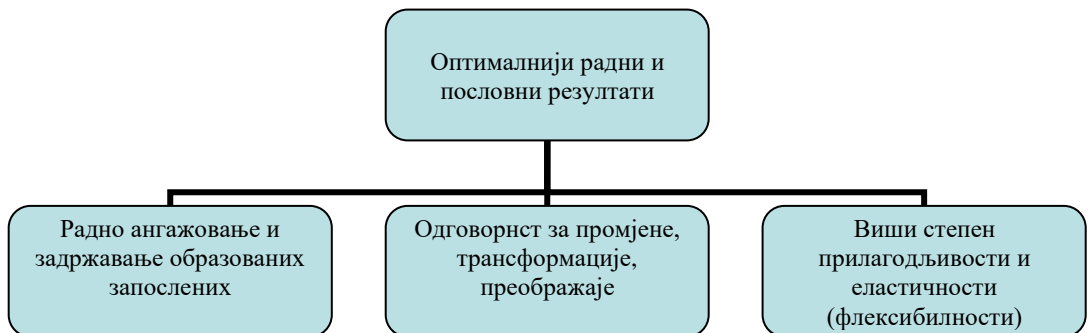 Оптималнији радни и
пословни резултати
Радно ангажовање и
задржавање образованих
запослених
Одговорнст за промјене,
трансформације,
преображаје
Виши степен
прилагодљивости и
еластичности
(флексибилности)